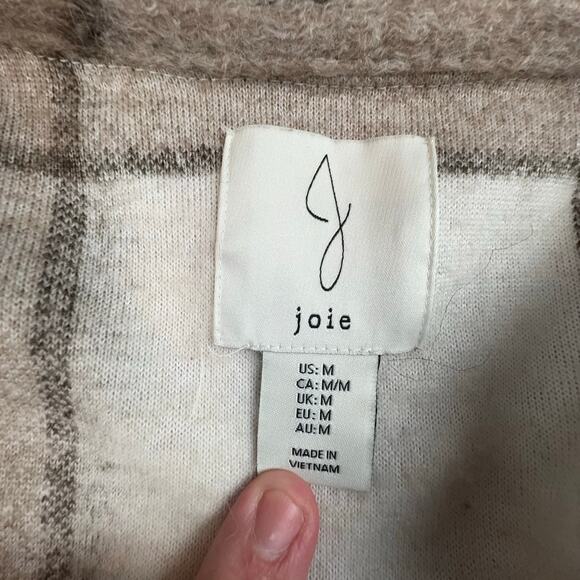 J
joie
US: M
CA: M/M
UK: M
EU: M
AU: M
MADE IN
VIETNAM